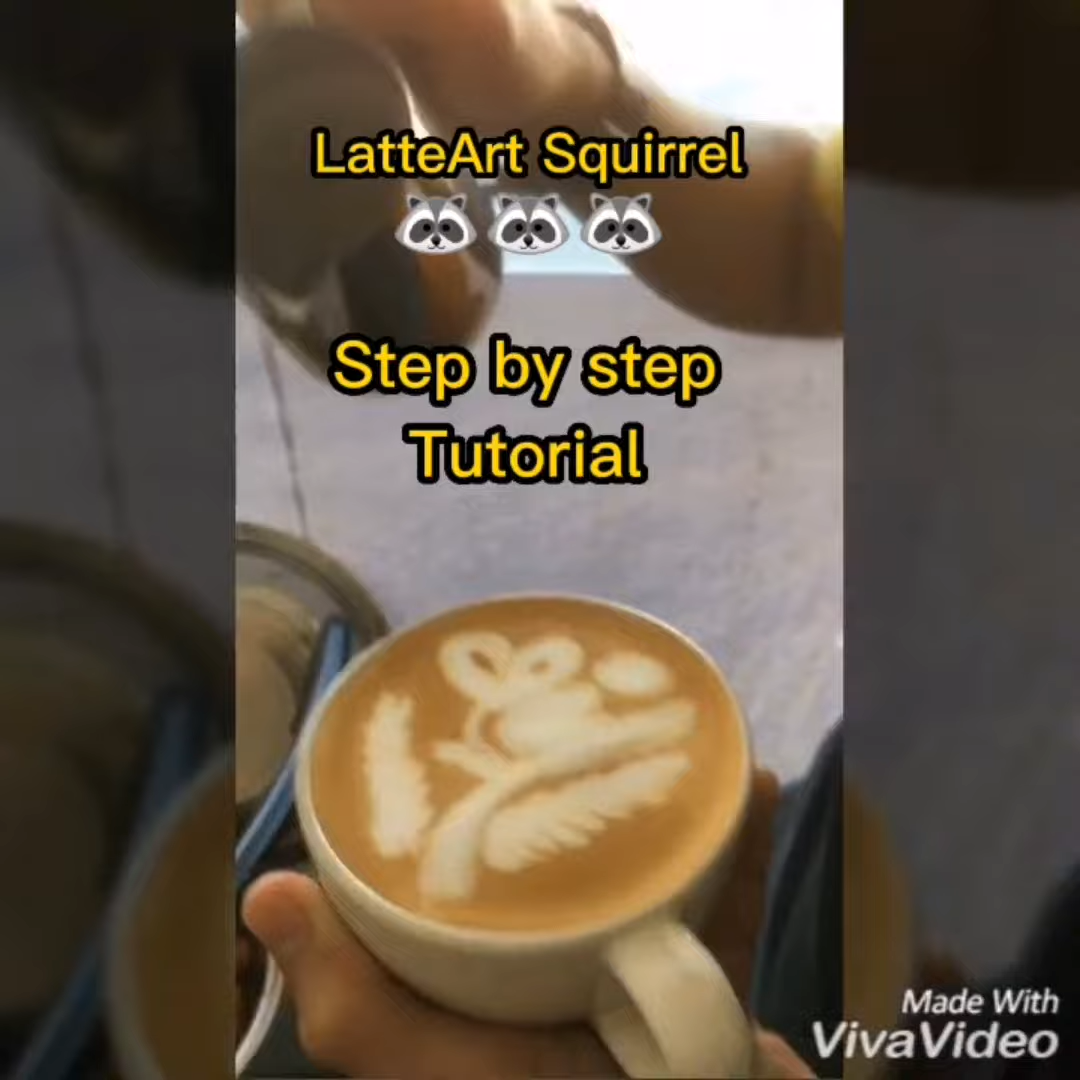 LatteArt Squirrel
🦝🦝🦝
Step by step
Tutorial
Made With
VivaVideo